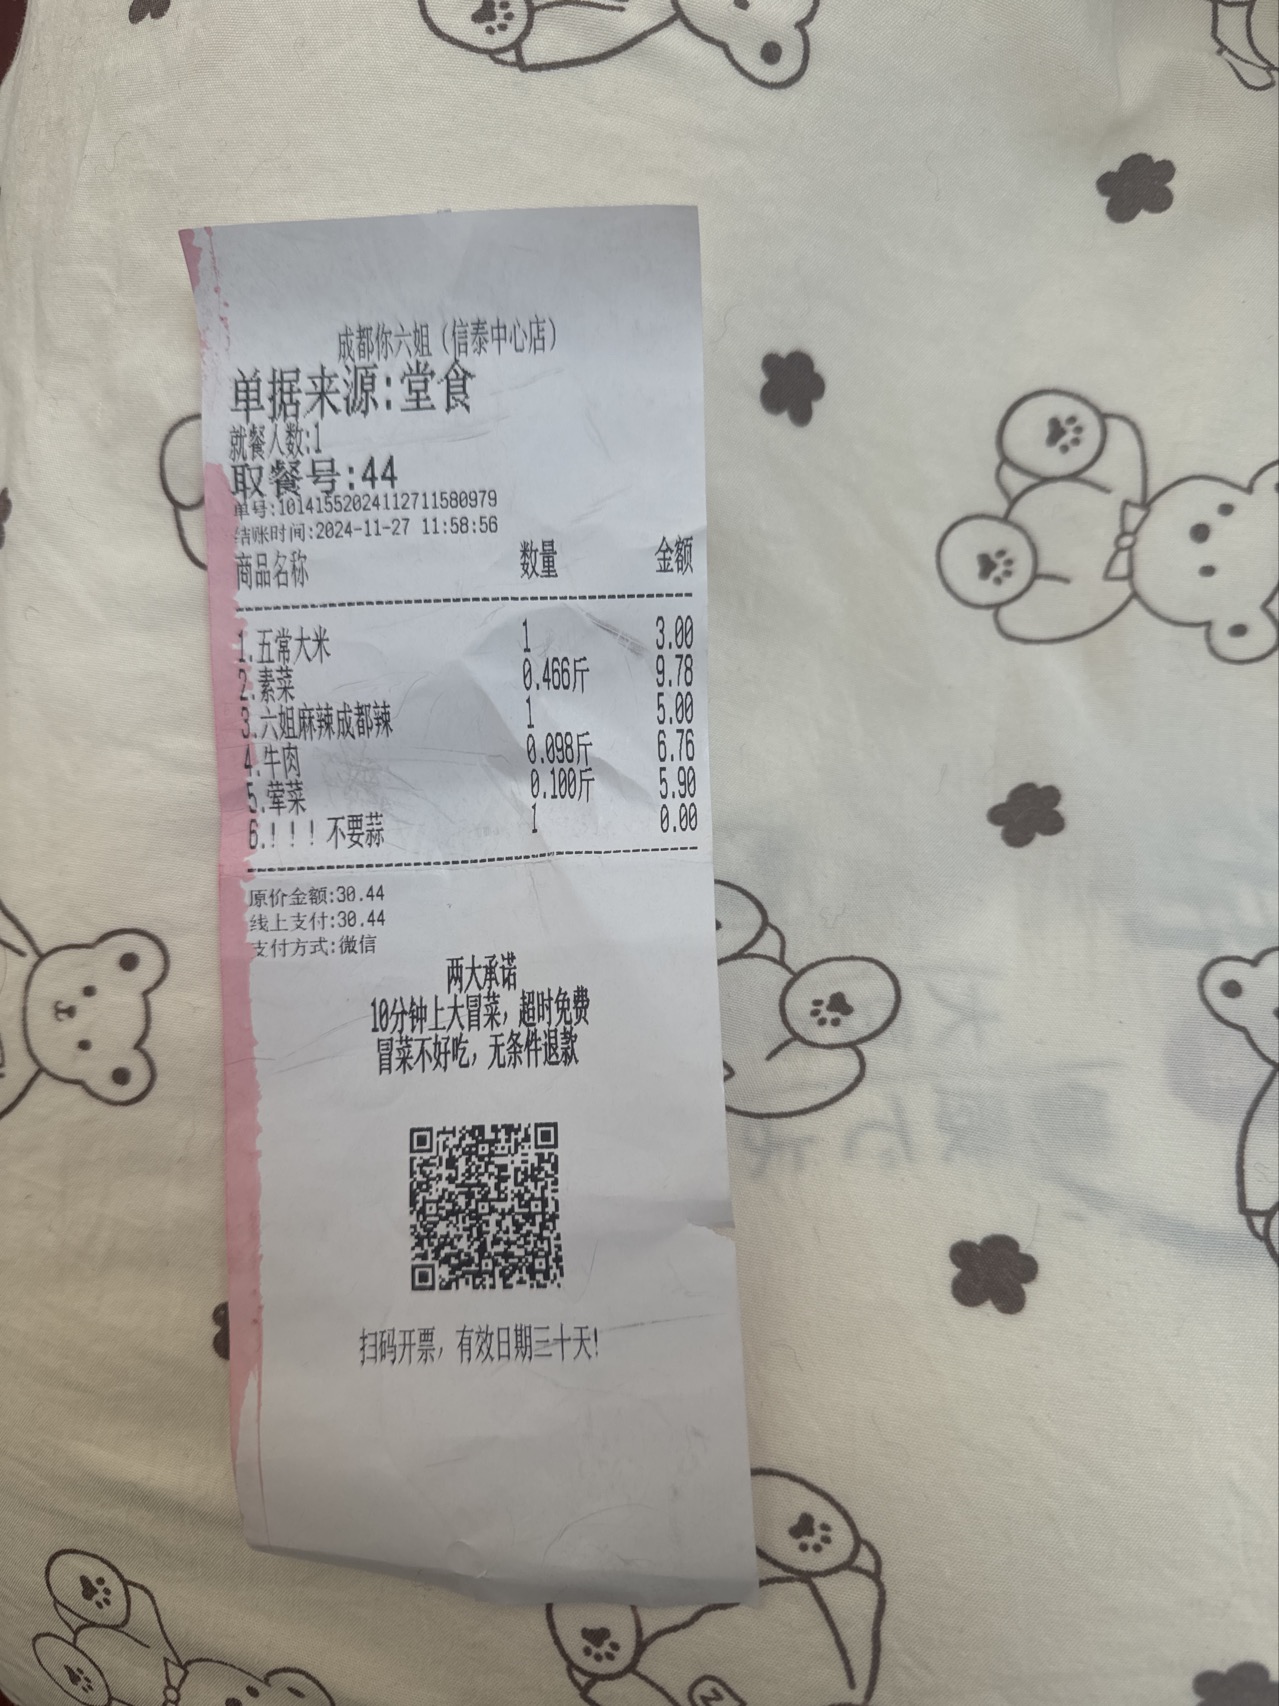 成都你六姐（信泰中心店）
单据来源:堂食
就餐人数:1
取餐号:44
单号:10141552024112711580979
结账时间:2024-11-27 11:58:56
商品名称 数量 金额
1.五常大米 1 3.00
2.素菜 0.466斤 9.78
3.六姐麻辣成都辣 1 5.00
4.牛肉 0.098斤 6.76
5.荤菜 0.100斤 5.90
6.！！！不要蒜 1 0.00
原价金额:30.44
线上支付:30.44
支付方式:微信
两大承诺
10分钟上大冒菜，超时免费
冒菜不好吃，无条件退款
扫码开票，有效日期三十天!